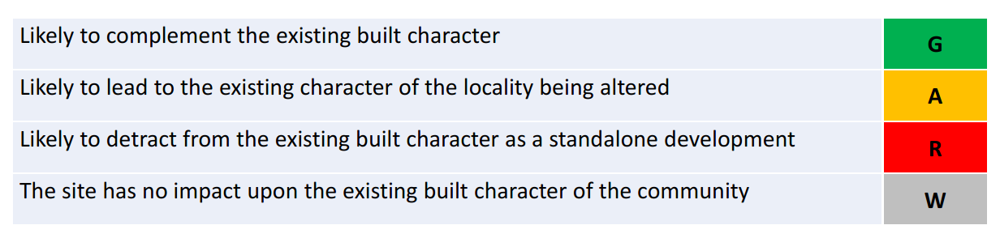 Likely to complement the existing built character G
Likely to lead to the existing character of the locality being altered A
Likely to detract from the existing built character as a standalone development R
The site has no impact upon the existing built character of the community W